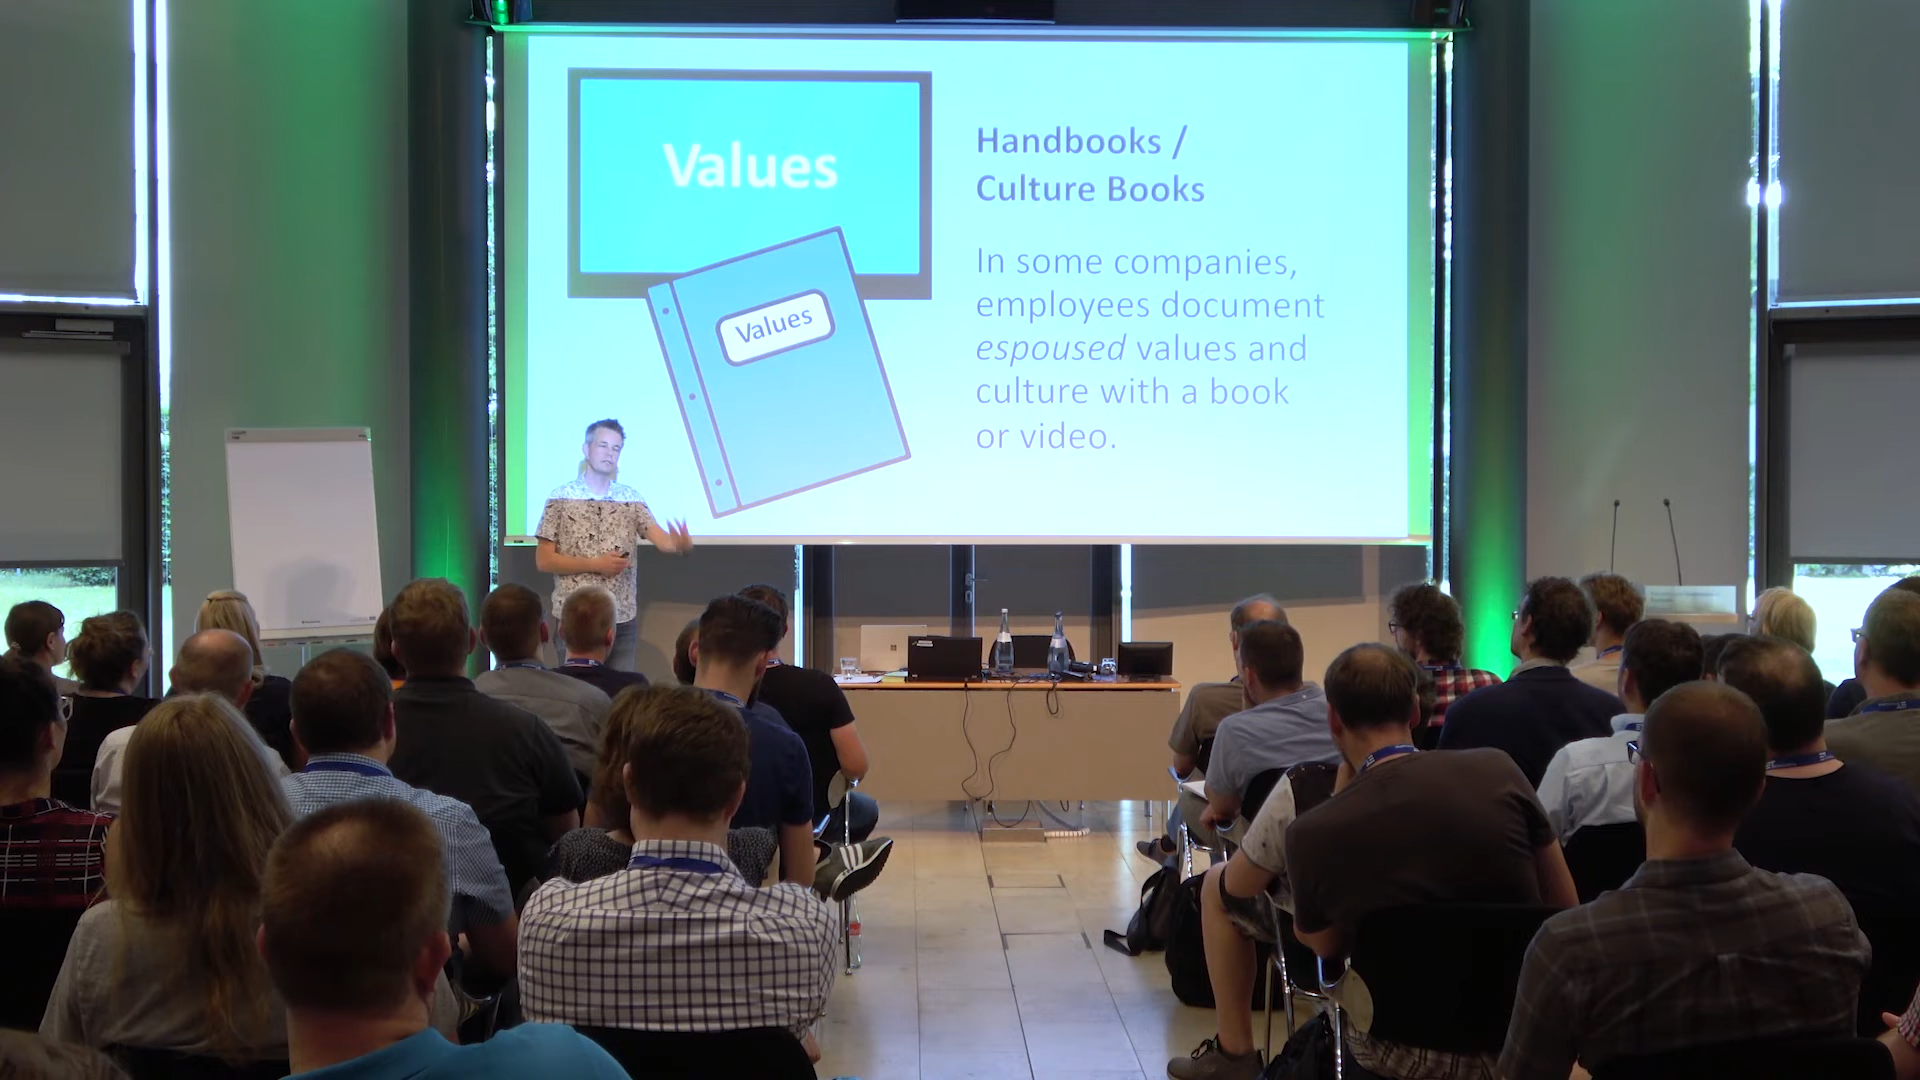 Values
Values
Handbooks /
Culture Books
In some companies,
employees document
espoused values and
culture with a book
or video.